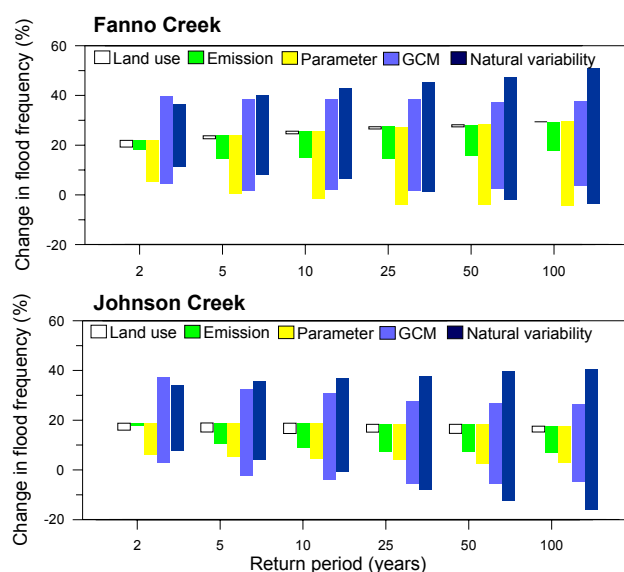 Fanno Creek
Change in flood frequency (%)
60
40
20
0
-20
Land use Emission Parameter GCM Natural variability
2 5 10 25 50 100
Johnson Creek
Change in flood frequency (%)
60
40
20
0
-20
Land use Emission Parameter GCM Natural variability
2 5 10 25 50 100
Return period (years)